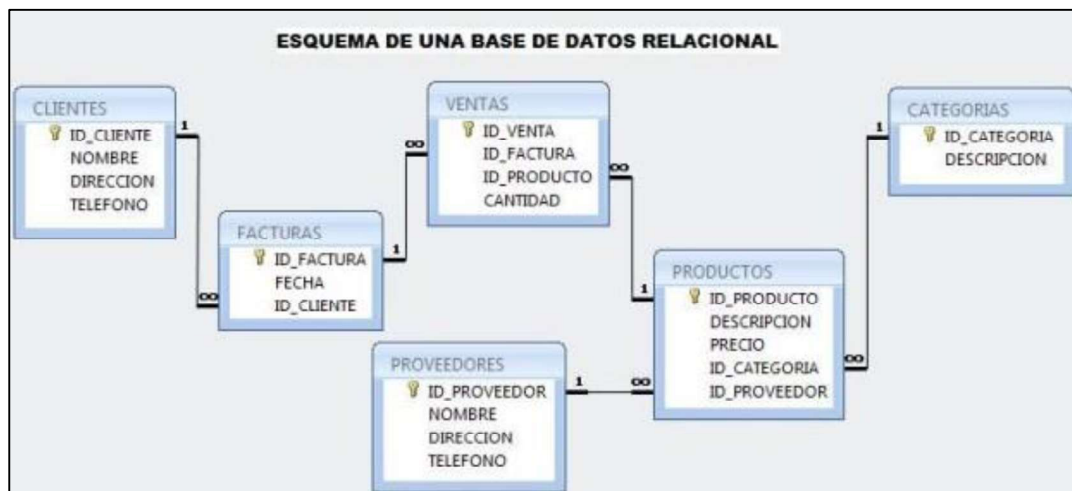 ESQUEMA DE UNA BASE DE DATOS RELACIONAL
CLIENTES
ID_CLIENTE
NOMBRE
DIRECCION
TELEFONO
1
∞
FACTURAS
ID_FACTURA
FECHA
ID_CLIENTE
1
∞
VENTAS
ID_VENTA
ID_FACTURA
ID_PRODUCTO
CANTIDAD
∞
1
PROVEEDORES
ID_PROVEEDOR
NOMBRE
DIRECCION
TELEFONO
1
∞
PRODUCTOS
ID_PRODUCTO
DESCRIPCION
PRECIO
ID_CATEGORIA
ID_PROVEEDOR
∞
1
CATEGORIAS
ID_CATEGORIA
DESCRIPCION